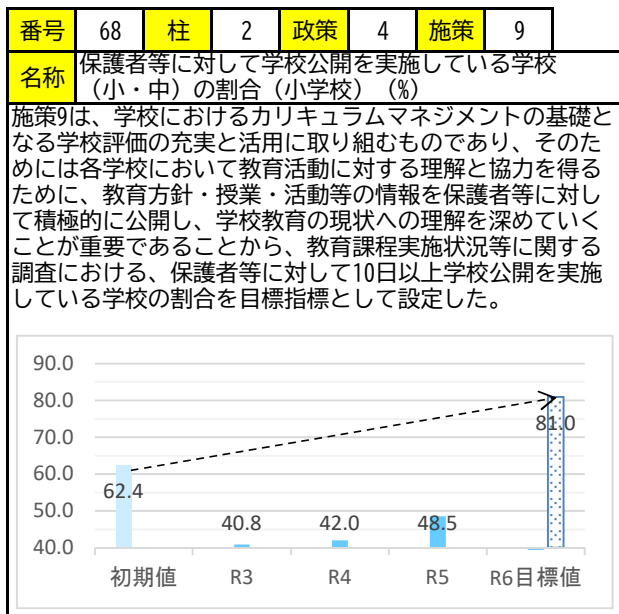 番号 68 柱 2 政策 4 施策 9
名称 保護者等に対して学校公開を実施している学校
（小・中）の割合（小学校）（%）
施策9は、学校におけるカリキュラムマネジメントの基礎と
なる学校評価の充実と活用に取り組むものであり、そのた
めには各学校において教育活動に対する理解と協力を得る
ために、教育方針・授業・活動等の情報を保護者等に対し
て積極的に公開し、学校教育の現状への理解を深めていく
ことが重要であることから、教育課程実施状況等に関する
調査における、保護者等に対して10日以上学校公開を実施
している学校の割合を目標指標として設定した。
90.0
80.0
70.0
60.0
50.0
40.0
62.4
40.8
42.0
48.5
81.0
初期値 R3 R4 R5 R6目標値